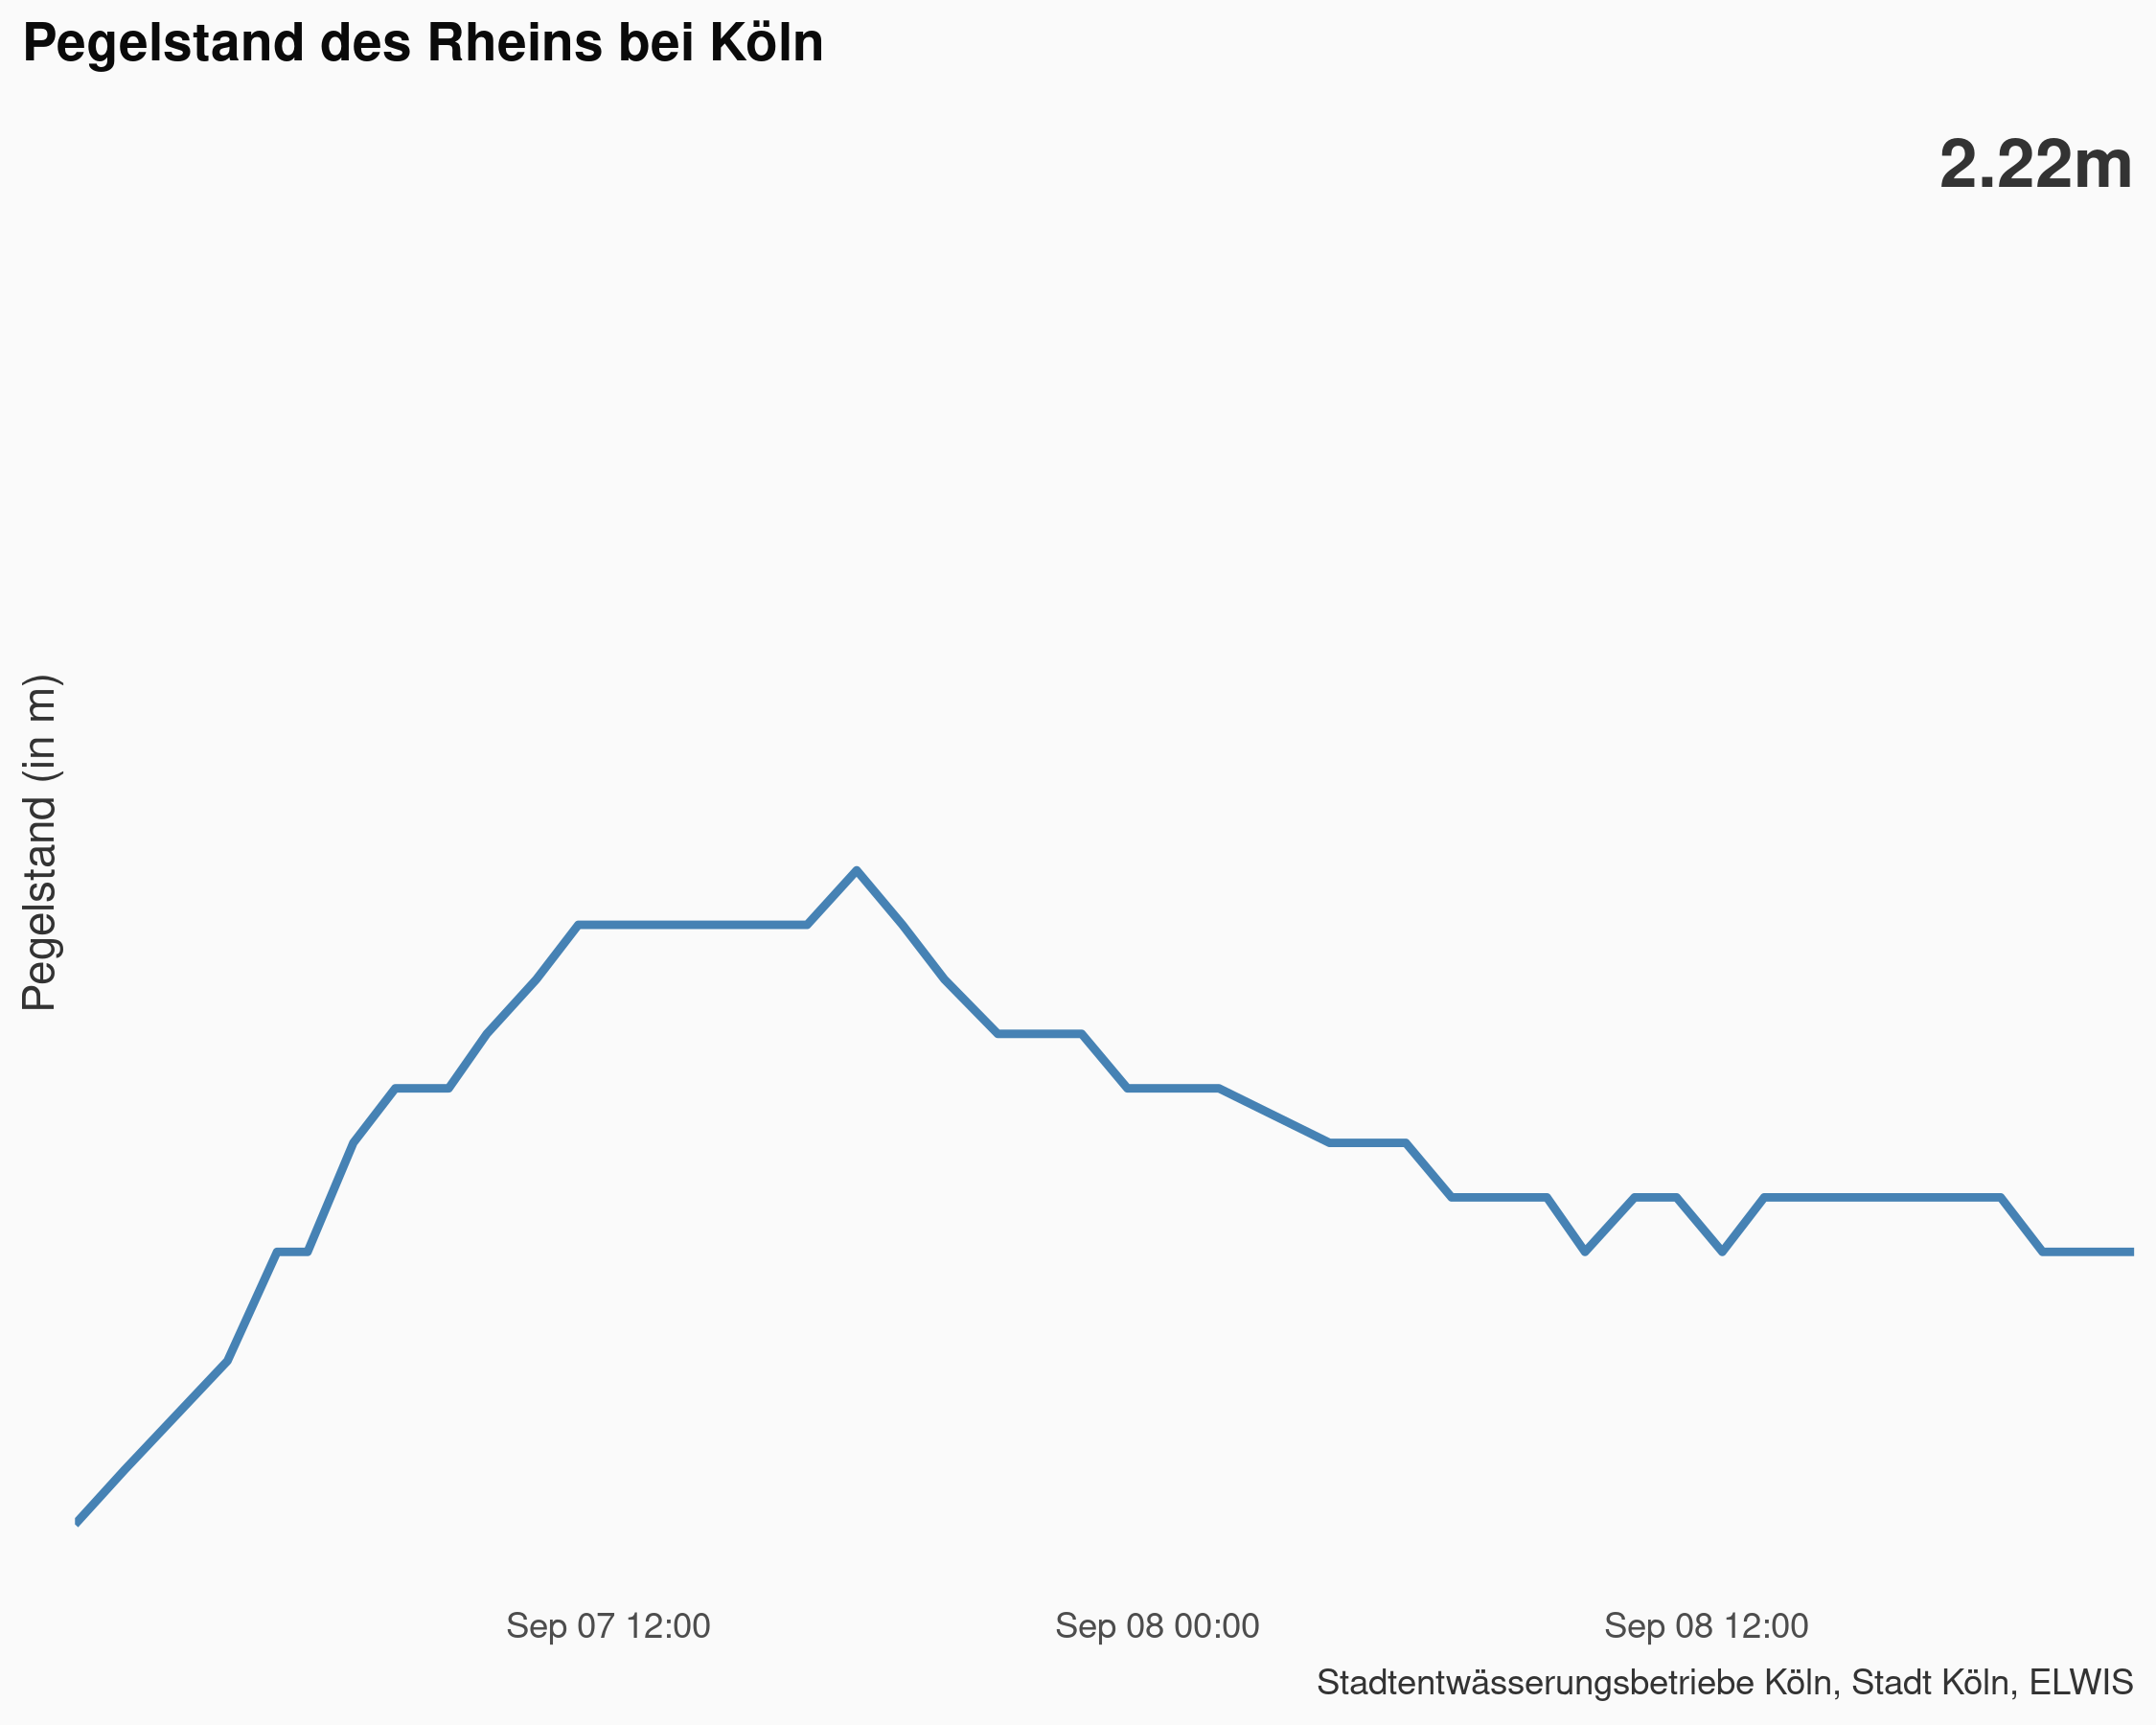 Pegelstand des Rheins bei Köln
2.22m
Pegelstand (in m)
Sep 07 12:00
Sep 08 00:00
Sep 08 12:00
Stadtentwässerungsbetriebe Köln, Stadt Köln, ELWIS